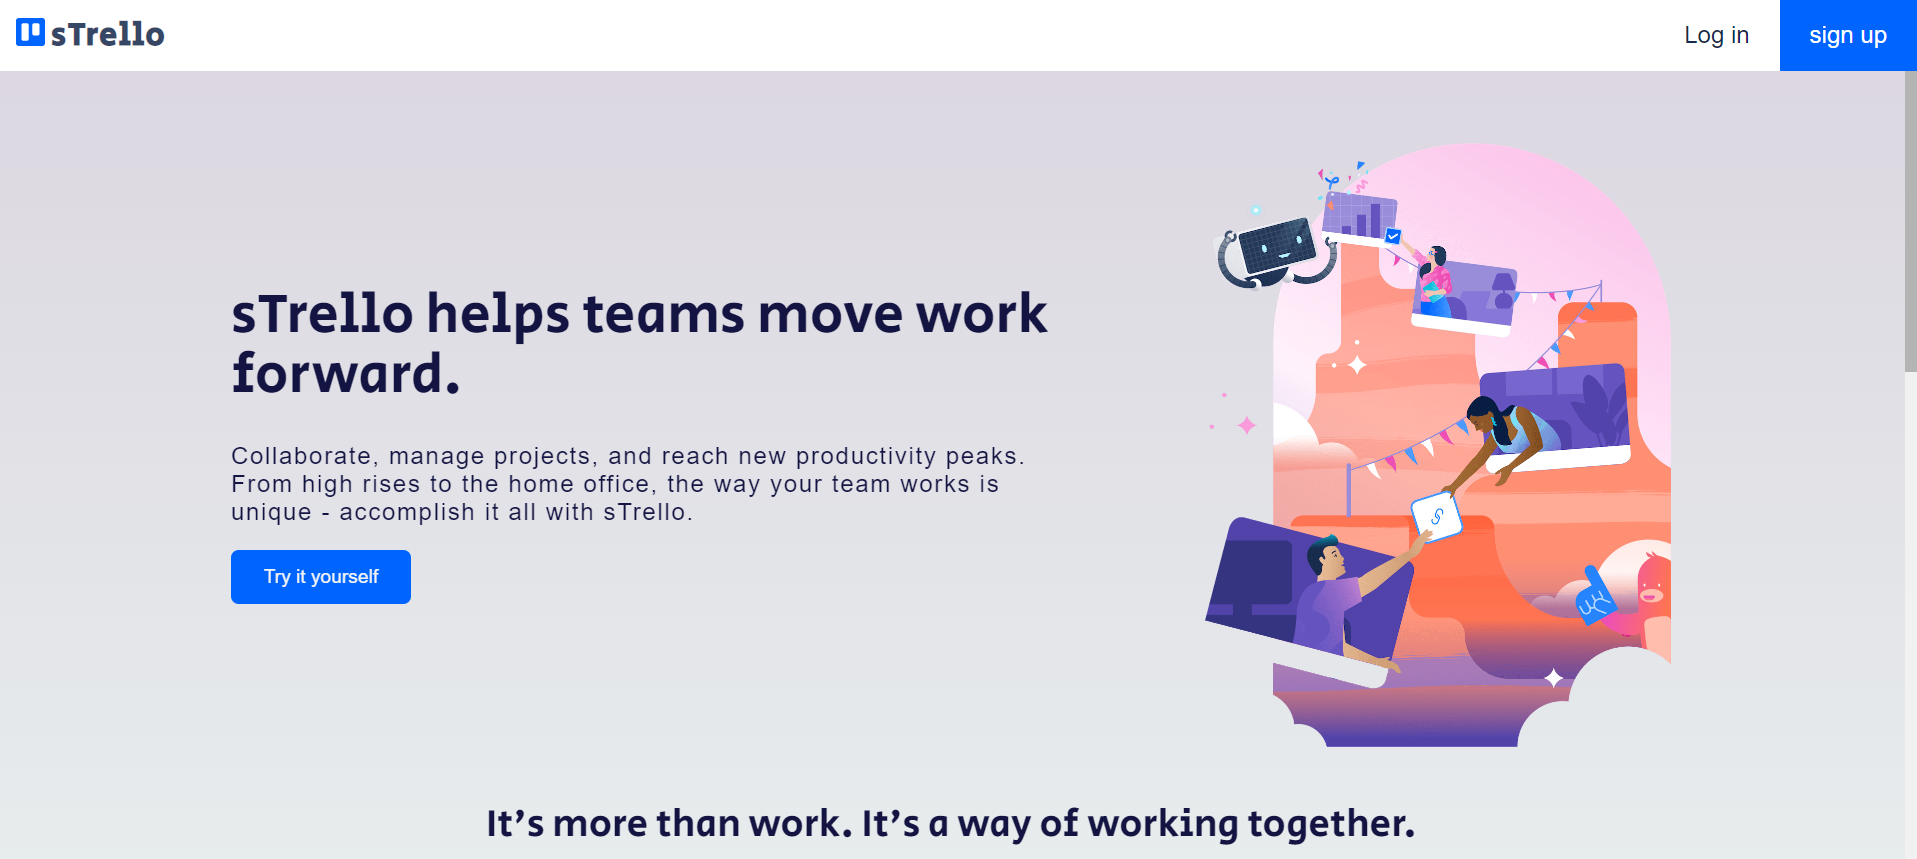 sTrello
Log in
sign up
sTrello helps teams move work
forward.
Collaborate, manage projects, and reach new productivity peaks.
From high rises to the home office, the way your team works is
unique - accomplish it all with sTrello.
Try it yourself
It’s more than work. It’s a way of working together.